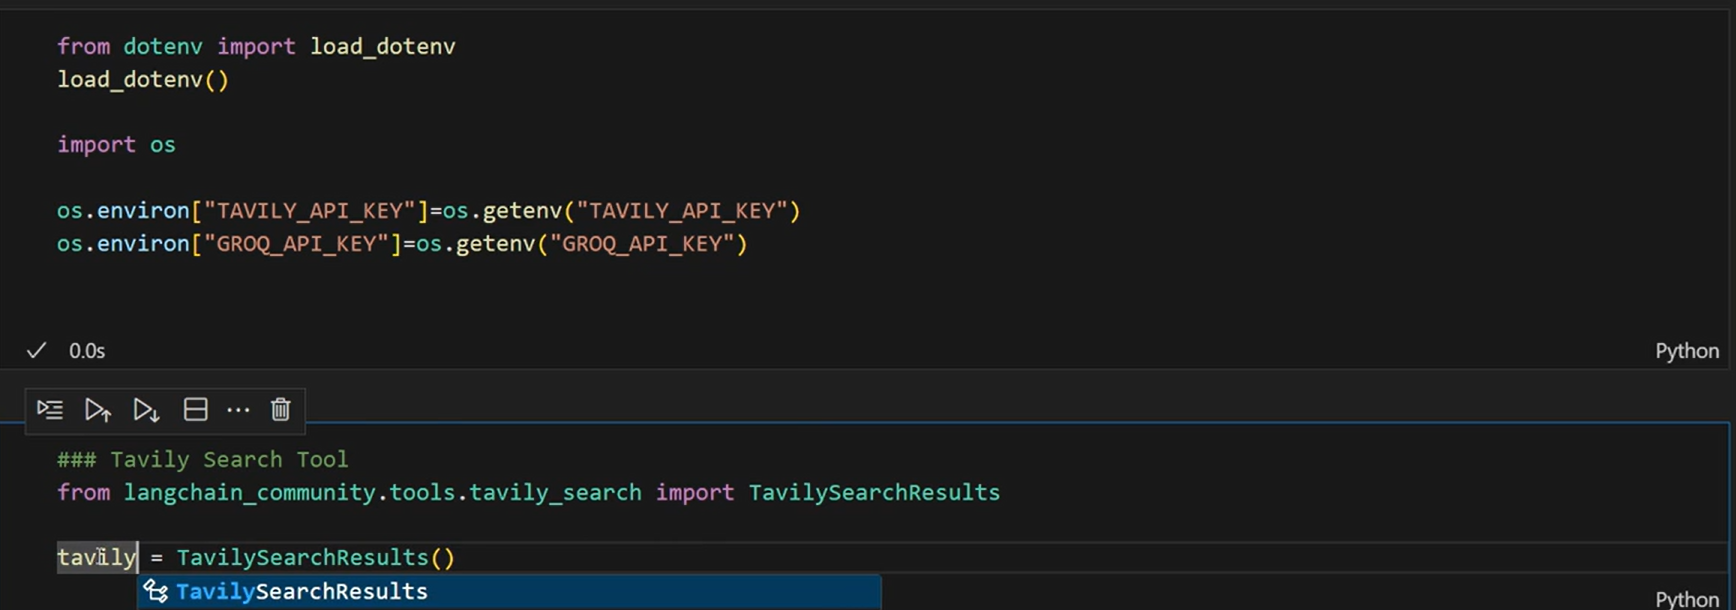 from dotenv import load_dotenv
load_dotenv()
import os
os.environ["TAVILY_API_KEY"]=os.getenv("TAVILY_API_KEY")
os.environ["GROQ_API_KEY"]=os.getenv("GROQ_API_KEY")
0.0s
Python
### Tavily Search Tool
from langchain_community.tools.tavily_search import TavilySearchResults
tavily = TavilySearchResults()
TavilySearchResults
Python